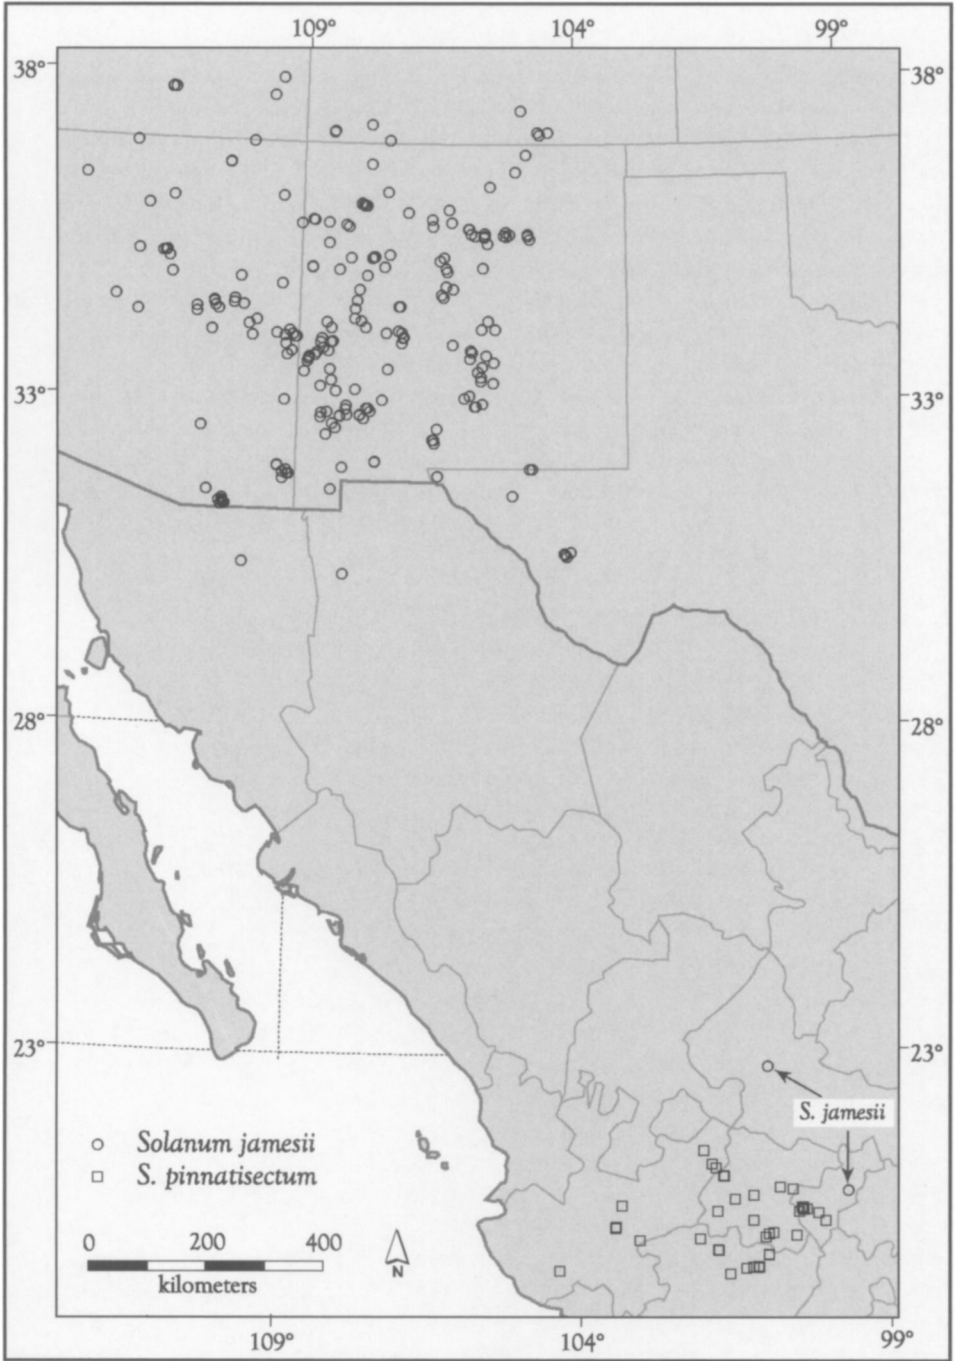 109° 104° 99°
38° 38°
33° 33°
28° 28°
23° 23°
S. jamesii
Solanum jamesii
S. pinnatisectum
0 200 400
kilometers
N
109° 104° 99°